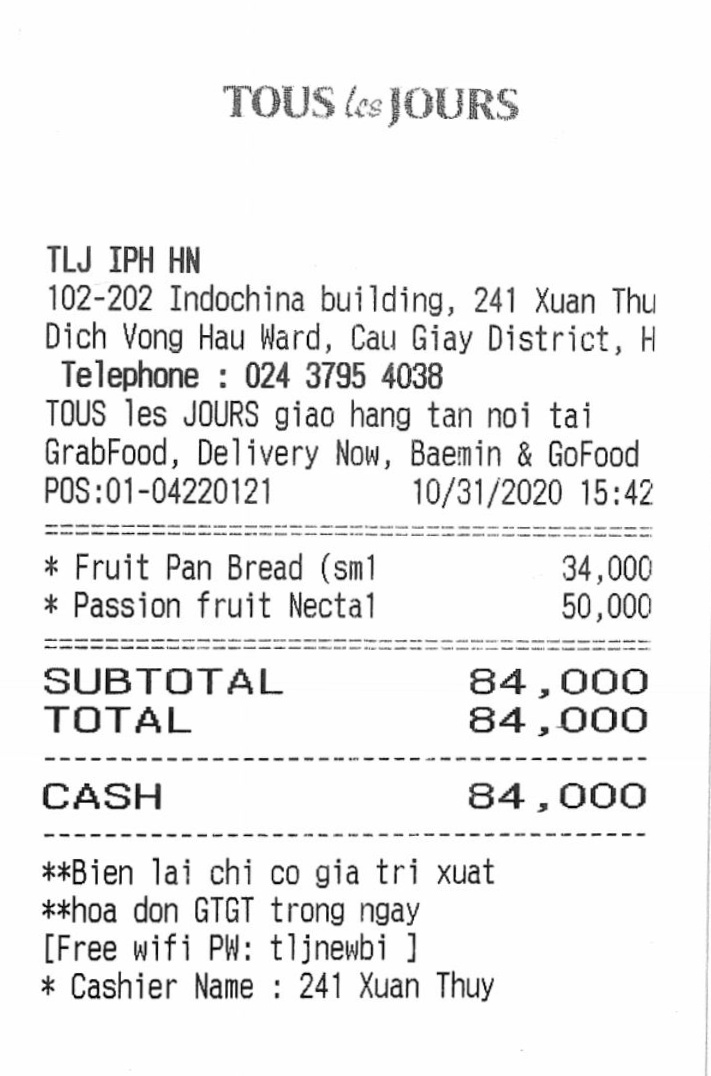 TOUS les JOURS
TLJ IPH HN
102-202 Indochina building, 241 Xuan Thu
Dich Vong Hau Ward, Cau Giay District, H
Telephone : 024 3795 4038
TOUS les JOURS giao hang tan noi tai
GrabFood, Delivery Now, Baemin & GoFood
POS:01-04220121 10/31/2020 15:42
* Fruit Pan Bread (sm1 34,000
* Passion fruit Necta1 50,000
SUBTOTAL 84,000
TOTAL 84,000
CASH 84,000
**Bien lai chi co gia tri xuat
**hoa don GTGT trong ngay
[Free wifi PW: tljnewbi ]
* Cashier Name : 241 Xuan Thuy